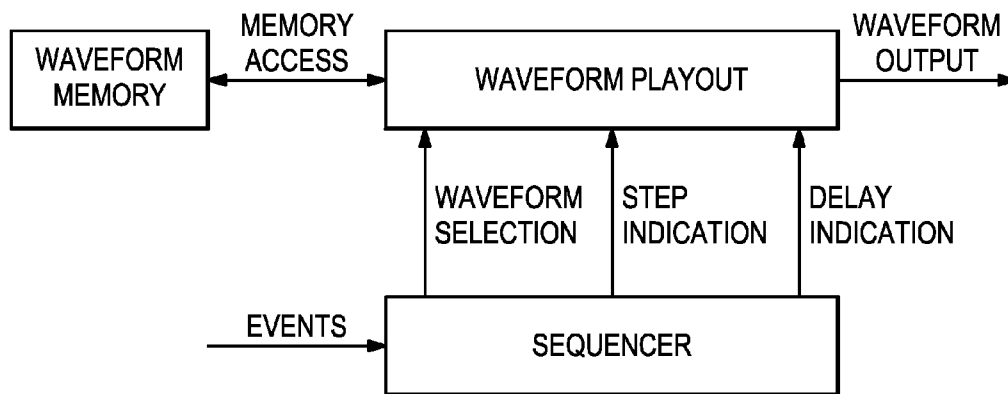 WAVEFORM
MEMORY
MEMORY
ACCESS
WAVEFORM PLAYOUT
WAVEFORM
OUTPUT
WAVEFORM
SELECTION
STEP
INDICATION
DELAY
INDICATION
EVENTS
SEQUENCER